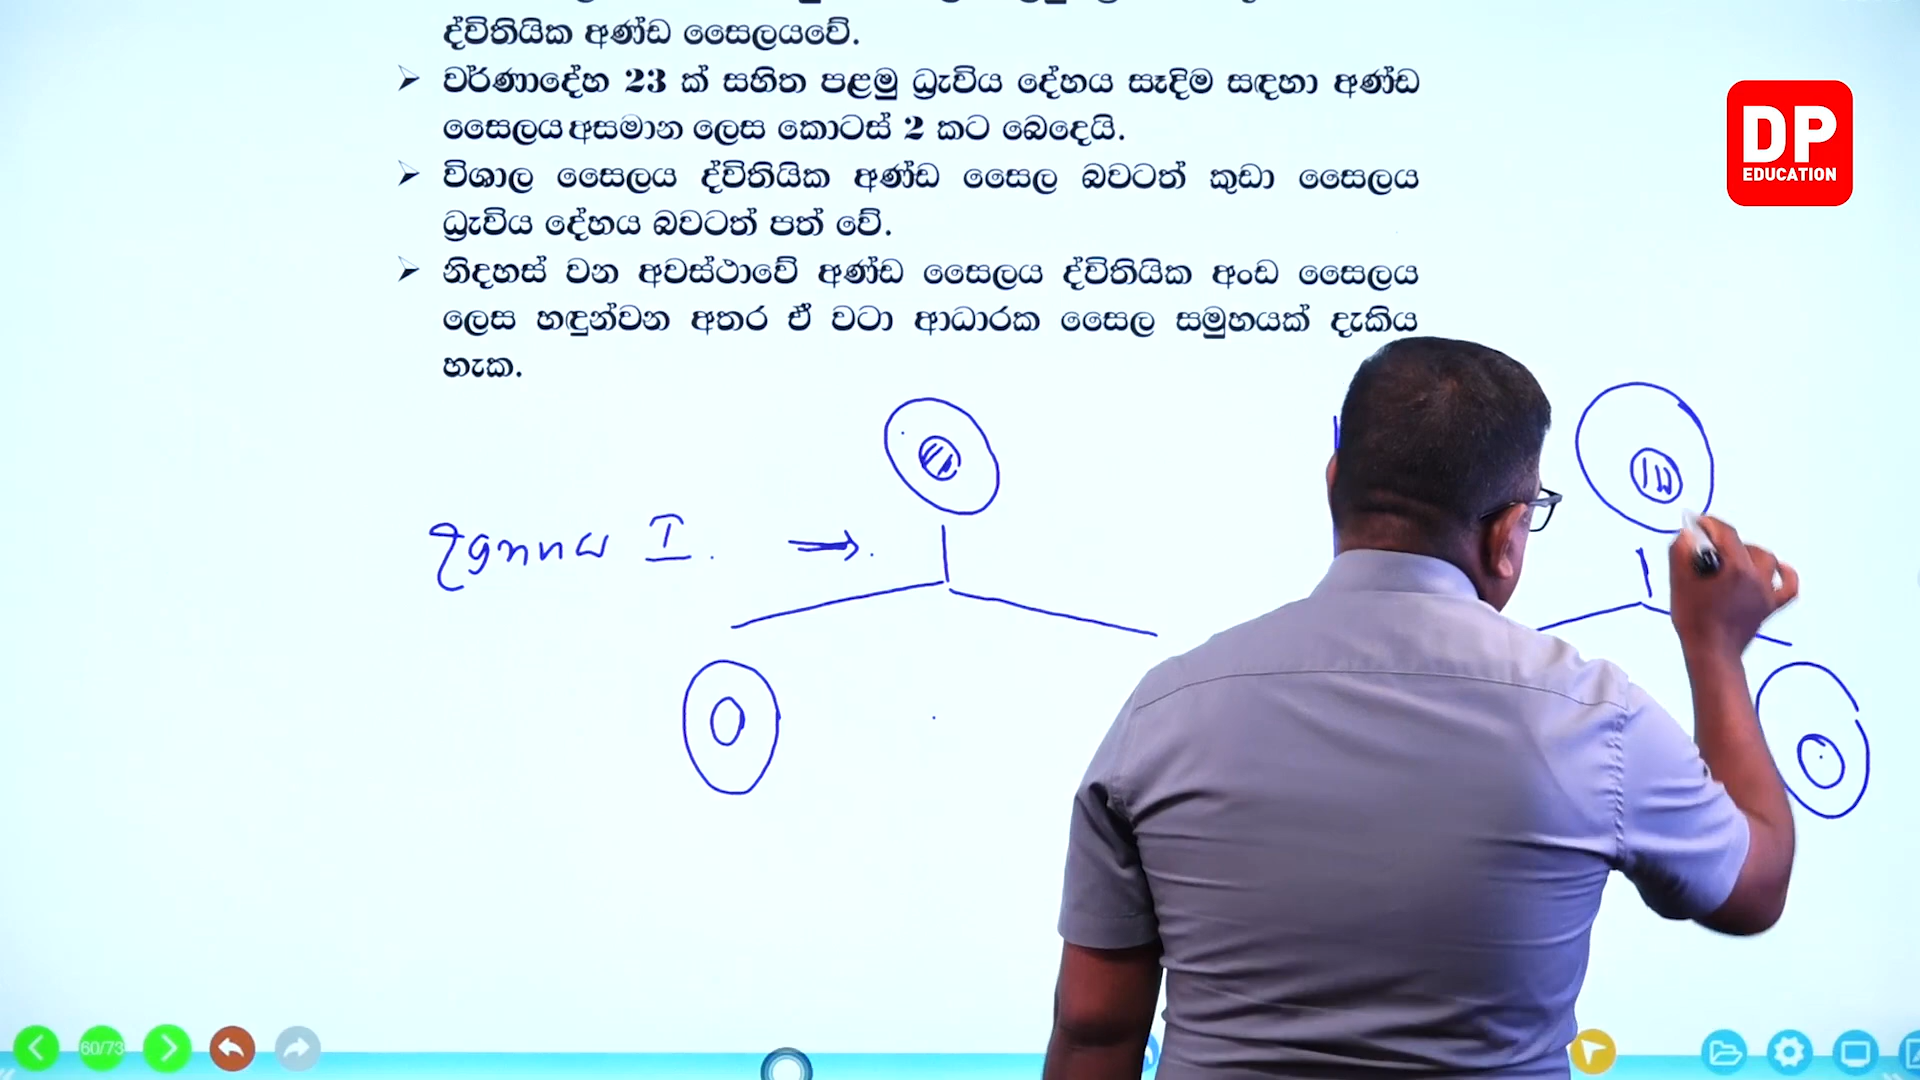 ද්විතියික අණ්ඩ සෛලයවේ.
➢ වර්ණාදේහ 23 ක් සහිත පළමු ධ්‍රැවිය දේහය සෑදිම සඳහා අණ්ඩ
සෛලය අසමාන ලෙස කොටස් 2 කට බෙදෙයි.
➢ විශාල සෛලය ද්විතියික අණ්ඩ සෛල බවටත් කුඩා සෛලය
ධ්‍රැවිය දේහය බවටත් පත් වේ.
➢ නිදහස් වන අවස්ථාවේ අණ්ඩ සෛලය ද්විතියික අංඩ සෛලය
ලෙස හඳුන්වන අතර ඒ වටා ආධාරක සෛල සමුහයක් දැකිය
හැක.
DP
EDUCATION
I
60/73